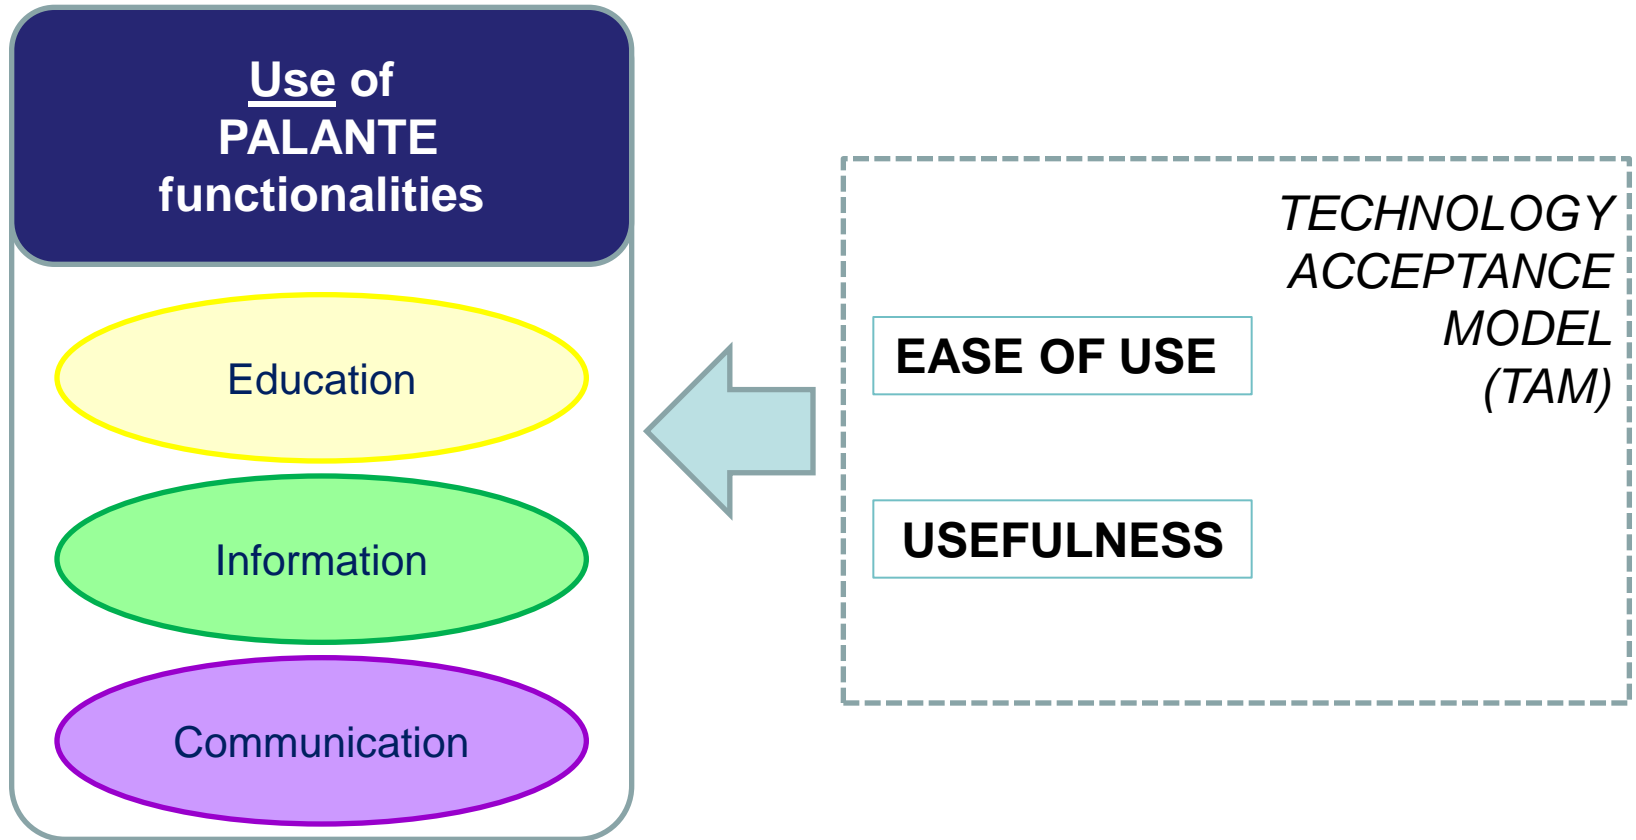 Use of
PALANTE
functionalities
Education
Information
Communication
TECHNOLOGY
ACCEPTANCE
MODEL
(TAM)
EASE OF USE
USEFULNESS